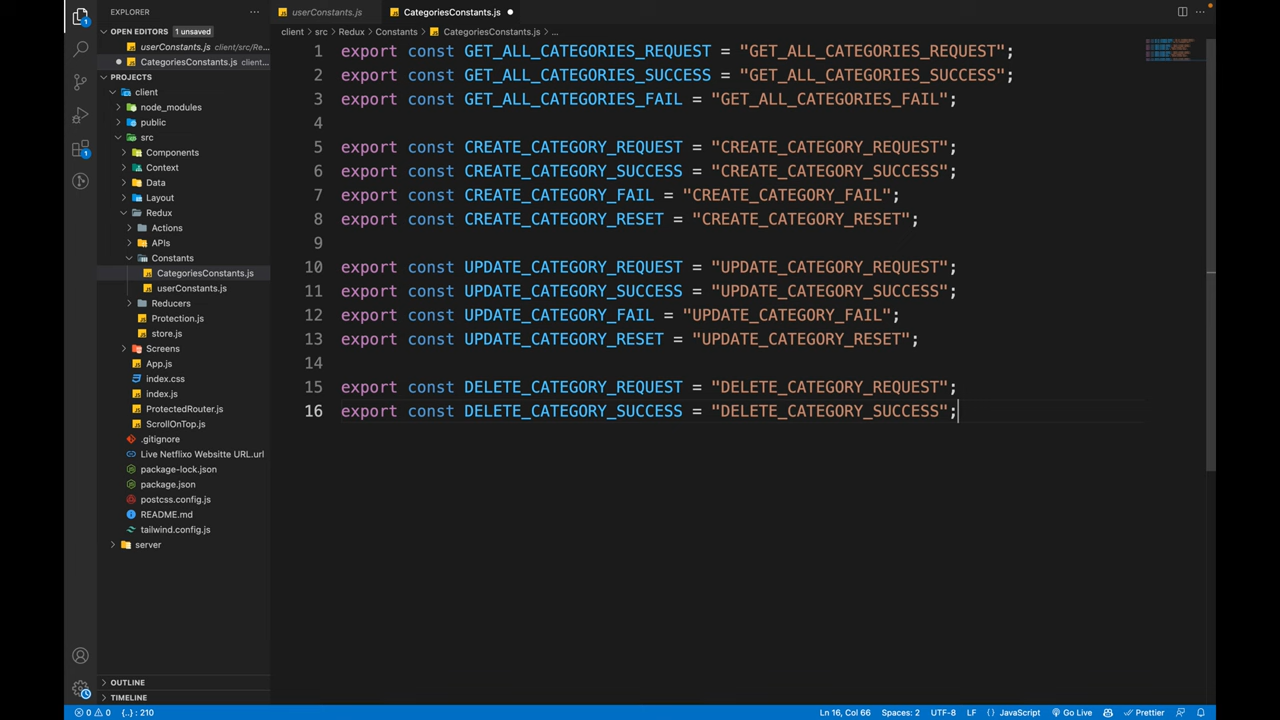 EXPLORER
···
userConstants.js
CategoriesConstants.js
OPEN EDITORS 1 unsaved
userConstants.js client/src/Re...
CategoriesConstants.js client...
client > src > Redux > Constants > CategoriesConstants.js > ...
PROJECTS
client
node_modules
public
src
Components
Context
Data
Layout
Redux
Actions
APIs
Constants
CategoriesConstants.js
userConstants.js
Reducers
Protection.js
store.js
Screens
App.js
index.css
index.js
ProtectedRouter.js
ScrollOnTop.js
.gitignore
Live Netflixo Websitte URL.url
package-lock.json
package.json
postcss.config.js
README.md
tailwind.config.js
server
OUTLINE
TIMELINE
1 export const GET_ALL_CATEGORIES_REQUEST = "GET_ALL_CATEGORIES_REQUEST";
2 export const GET_ALL_CATEGORIES_SUCCESS = "GET_ALL_CATEGORIES_SUCCESS";
3 export const GET_ALL_CATEGORIES_FAIL = "GET_ALL_CATEGORIES_FAIL";
4
5 export const CREATE_CATEGORY_REQUEST = "CREATE_CATEGORY_REQUEST";
6 export const CREATE_CATEGORY_SUCCESS = "CREATE_CATEGORY_SUCCESS";
7 export const CREATE_CATEGORY_FAIL = "CREATE_CATEGORY_FAIL";
8 export const CREATE_CATEGORY_RESET = "CREATE_CATEGORY_RESET";
9
10 export const UPDATE_CATEGORY_REQUEST = "UPDATE_CATEGORY_REQUEST";
11 export const UPDATE_CATEGORY_SUCCESS = "UPDATE_CATEGORY_SUCCESS";
12 export const UPDATE_CATEGORY_FAIL = "UPDATE_CATEGORY_FAIL";
13 export const UPDATE_CATEGORY_RESET = "UPDATE_CATEGORY_RESET";
14
15 export const DELETE_CATEGORY_REQUEST = "DELETE_CATEGORY_REQUEST";
16 export const DELETE_CATEGORY_SUCCESS = "DELETE_CATEGORY_SUCCESS";
0 0 {..} : 210 Ln 16, Col 66 Spaces: 2 UTF-8 LF {} JavaScript Go Live Prettier